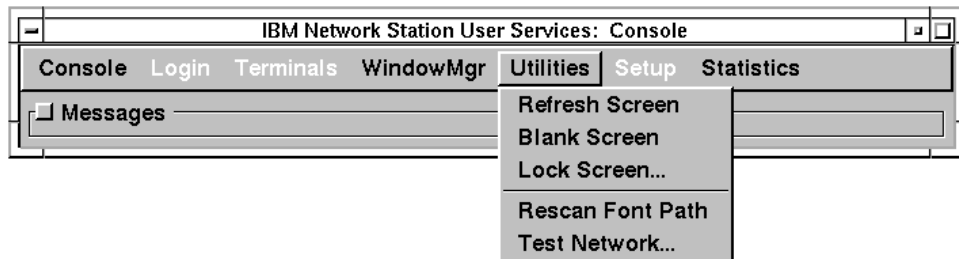 IBM Network Station User Services: Console
Console Login Terminals WindowMgr Utilities Setup Statistics
Messages
Refresh Screen
Blank Screen
Lock Screen...
Rescan Font Path
Test Network...